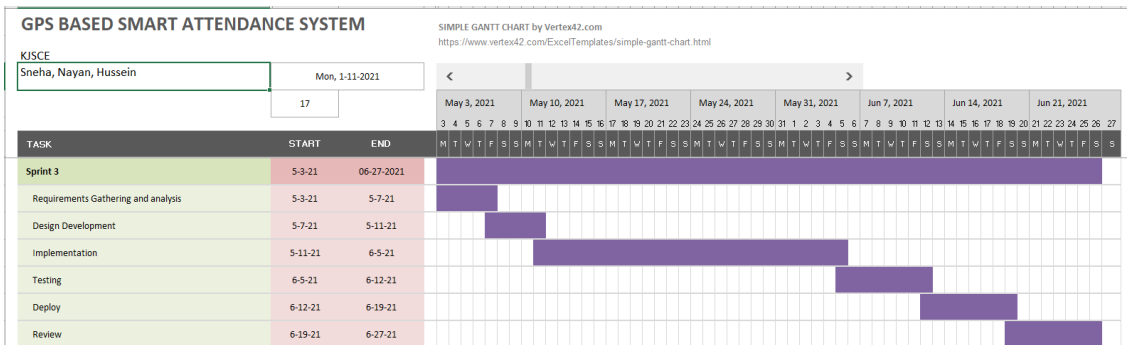 GPS BASED SMART ATTENDANCE SYSTEM
SIMPLE GANTT CHART by Vertex42.com
https://www.vertex42.com/ExcelTemplates/simple-gantt-chart.html
KJSCE
Sneha, Nayan, Hussein
Mon, 1-11-2021
17
May 3, 2021 May 10, 2021 May 17, 2021 May 24, 2021 May 31, 2021 Jun 7, 2021 Jun 14, 2021 Jun 21, 2021
3 4 5 6 7 8 9 10 11 12 13 14 15 16 17 18 19 20 21 22 23 24 25 26 27 28 29 30 31 1 2 3 4 5 6 7 8 9 10 11 12 13 14 15 16 17 18 19 20 21 22 23 24 25 26 27
TASK START END M T W T F S S M T W T F S S M T W T F S S M T W T F S S M T W T F S S M T W T F S S M T W T F S S M T W T F S S
Sprint 3 5-3-21 06-27-2021
Requirements Gathering and analysis 5-3-21 5-7-21
Design Development 5-7-21 5-11-21
Implementation 5-11-21 6-5-21
Testing 6-5-21 6-12-21
Deploy 6-12-21 6-19-21
Review 6-19-21 6-27-21